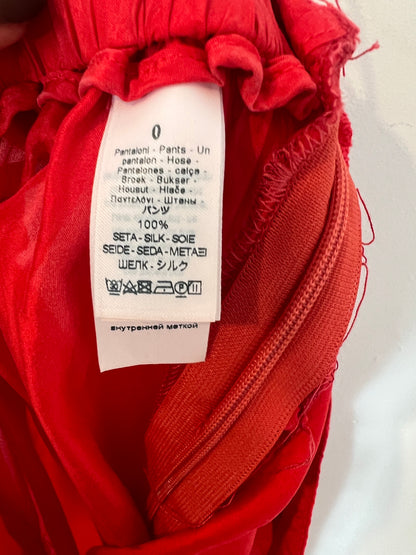 0
Pantaloni - Pants - Un
pantalon - Hose -
Pantalones - calça
Broek - Bukser -
Housut - Hlače -
Παντελόνι - Штаны
パンツ
100%
SETA - SILK - SOIE
SEIDE - SEDA - ΜΕΤΑΞΙ
ШЕЛК - シルク
внутренней меткой